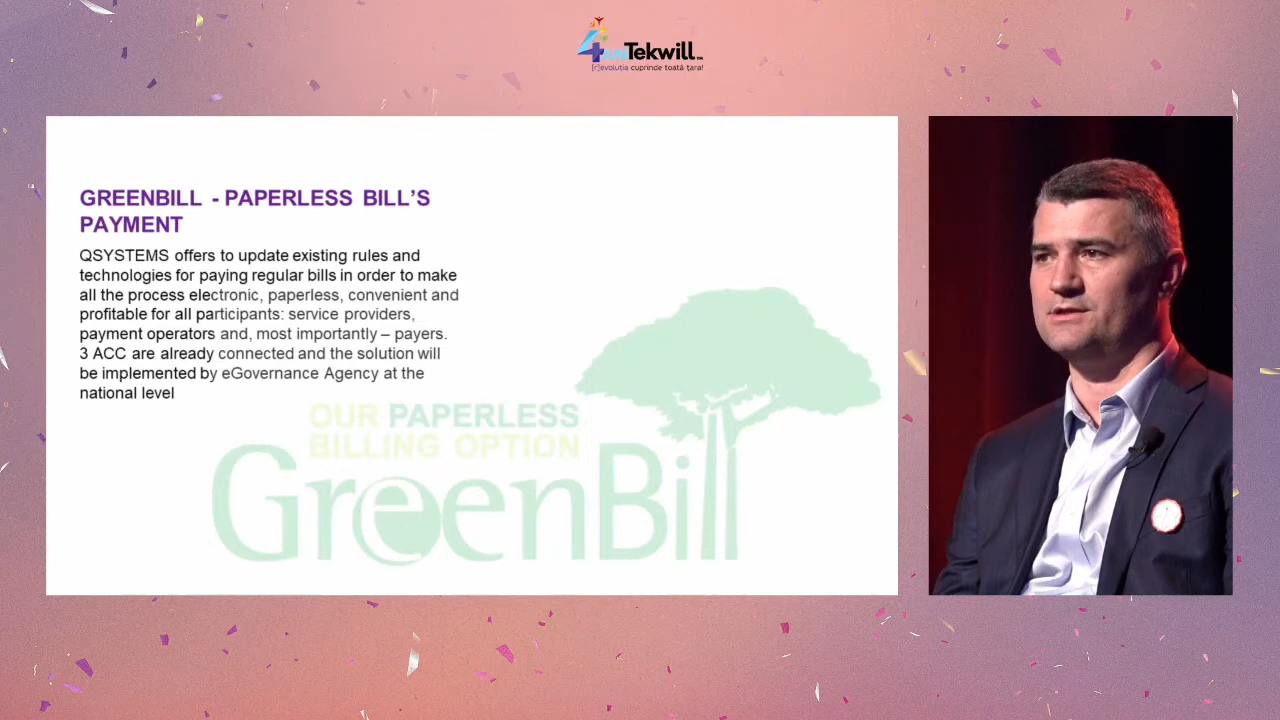 4 ANI Tekwill™
[r]evoluția cuprinde toată țara!
GREENBILL - PAPERLESS BILL’S
PAYMENT
QSYSTEMS offers to update existing rules and
technologies for paying regular bills in order to make
all the process electronic, paperless, convenient and
profitable for all participants: service providers,
payment operators and, most importantly – payers.
3 ACC are already connected and the solution will
be implemented by eGovernance Agency at the
national level
OUR PAPERLESS
BILLING OPTION
GreenBill